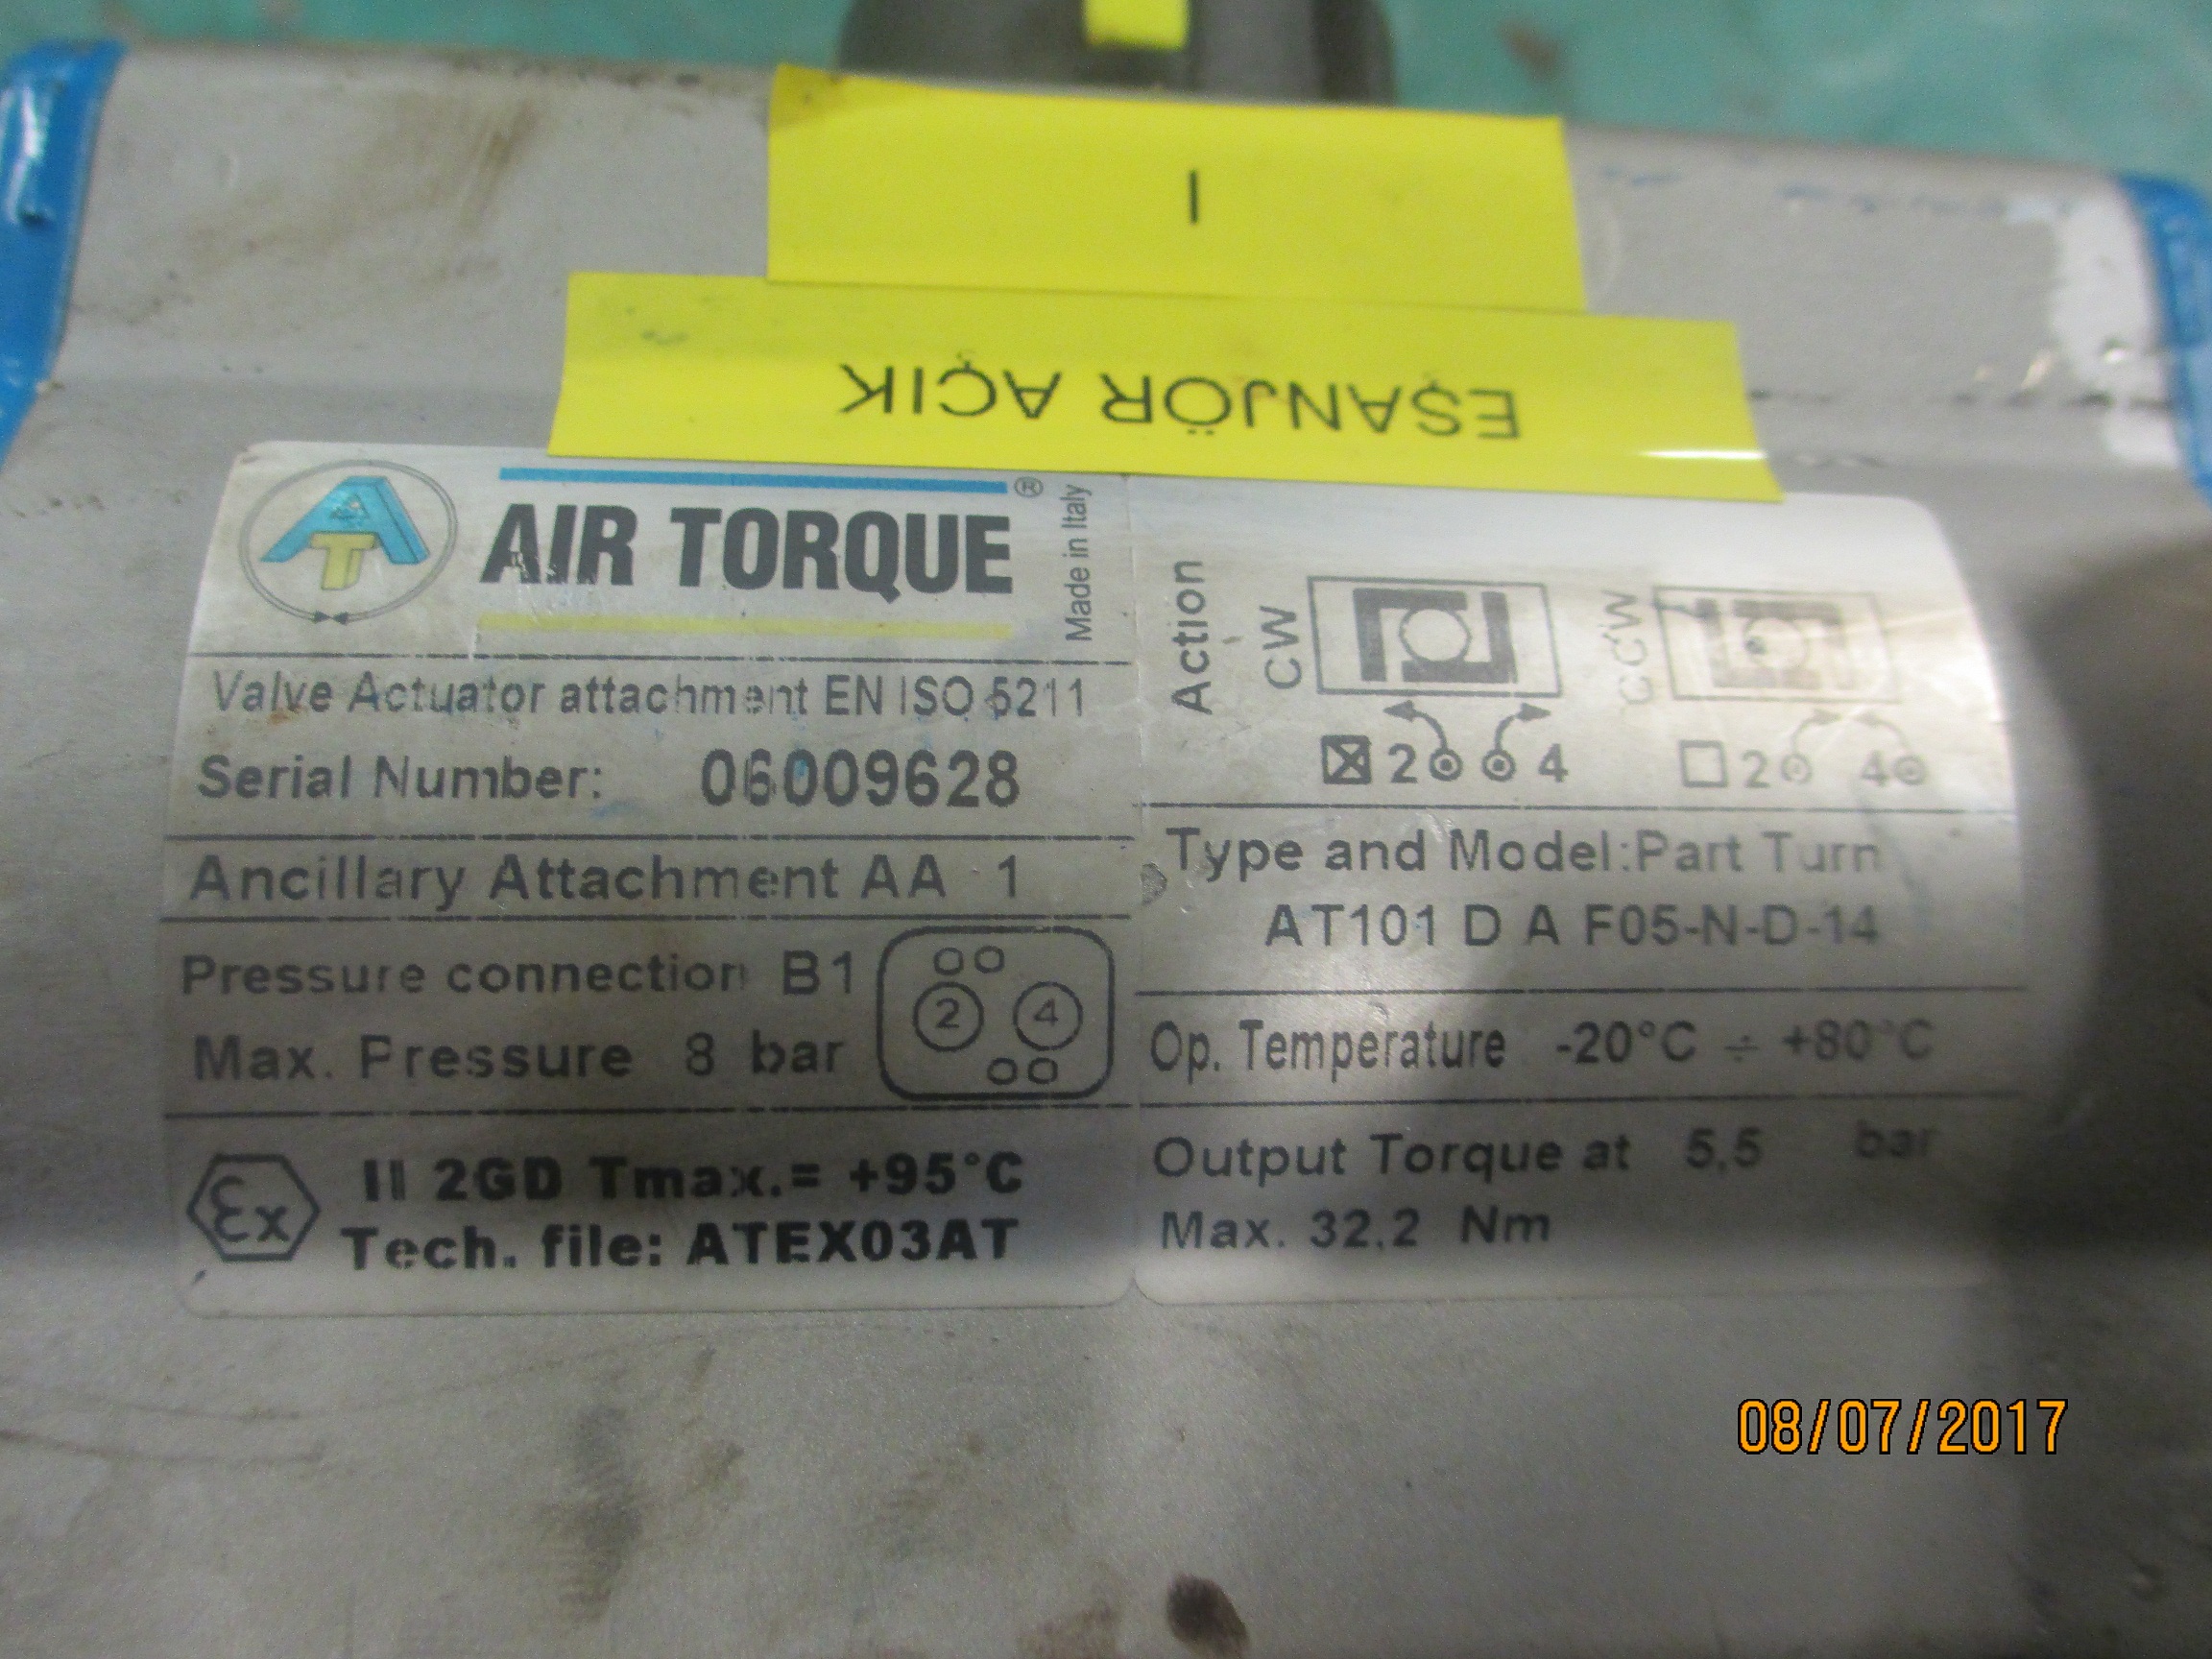 I
EŞANJÖR AÇIK
AT
AIR TORQUE®
Made in Italy
Valve Actuator attachment EN ISO 5211
Serial Number: 06009628
Ancillary Attachment AA 1
Pressure connection B1
2 4
Max. Pressure 8 bar
Ex
II 2GD Tmax.= +95°C
Tech. file: ATEX03AT
Action
CW
CCW
2 4
2 4
Type and Model:Part Turn
AT101 D A F05-N-D-14
Op. Temperature -20°C ÷ +80°C
Output Torque at 5,5 bar
Max. 32,2 Nm
08/07/2017